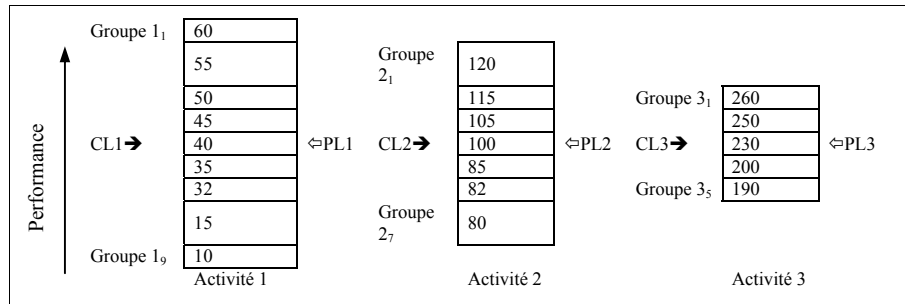 Performance
Groupe 1₁
CL1➔
Groupe 1₉
60
55
50
45
40
35
32
15
10
⇦PL1
Activité 1
Groupe
2₁
CL2➔
Groupe
2₇
120
115
105
100
85
82
80
⇦PL2
Activité 2
Groupe 3₁
CL3➔
Groupe 3₅
260
250
230
200
190
⇦PL3
Activité 3